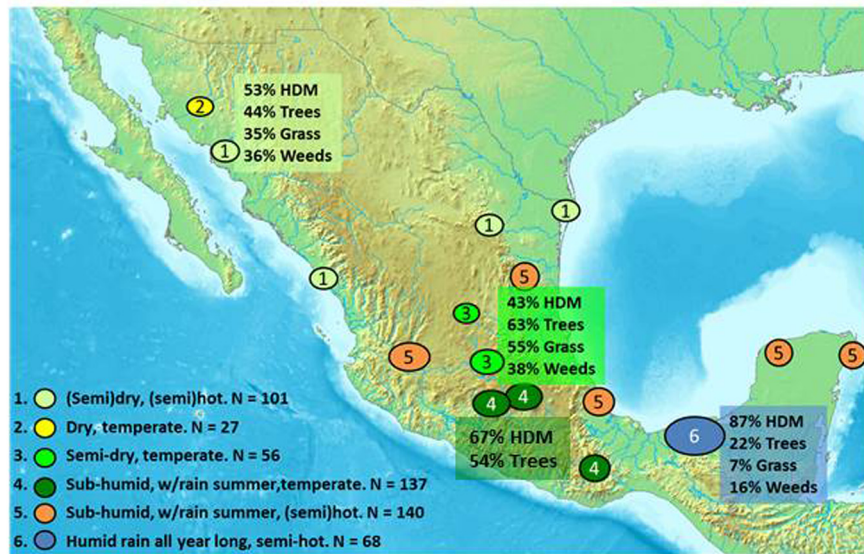 53% HDM
44% Trees
35% Grass
36% Weeds
2
1
1
1
5
1
3
43% HDM
63% Trees
55% Grass
38% Weeds
5
3
5
5
4
4
5
67% HDM
54% Trees
4
6
87% HDM
22% Trees
7% Grass
16% Weeds
1. (Semi)dry, (semi)hot. N = 101
2. Dry, temperate. N = 27
3. Semi-dry, temperate. N = 56
4. Sub-humid, w/rain summer,temperate. N = 137
5. Sub-humid, w/rain summer, (semi)hot. N = 140
6. Humid rain all year long, semi-hot. N = 68